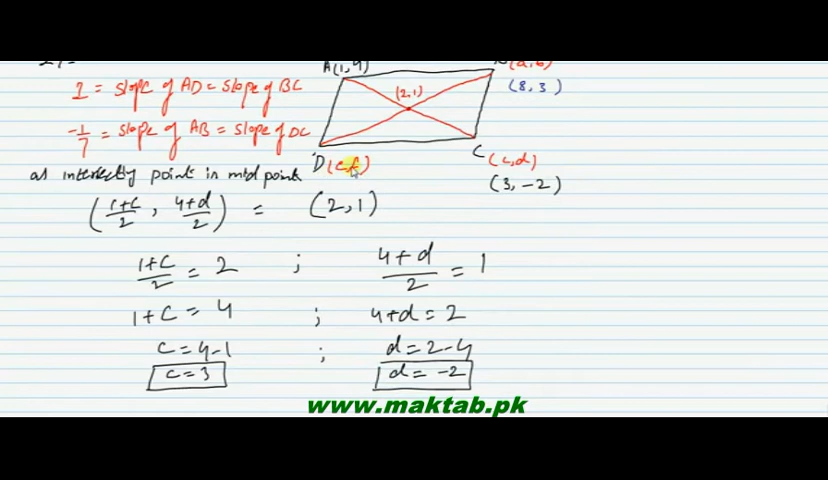 A(1,4)
(8,3)
1 = slope of AD = slope of BC
(2,1)
-1/7 = slope of AB = slope of DC
D(e,f)
C(c,d)
(3,-2)
as intersecting point in mid point
(1+c/2 , 4+d/2) = (2,1)
1+c/2 = 2 ; 4+d/2 = 1
1+c = 4 ; 4+d = 2
c = 4-1 ; d = 2-4
c = 3 d = -2
www.maktab.pk